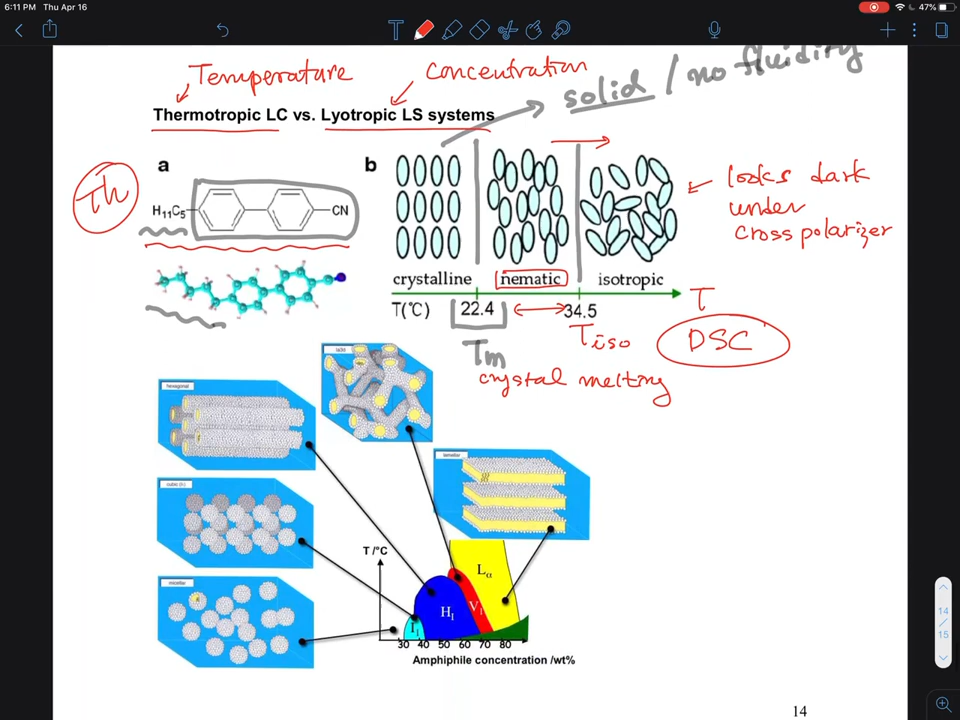 6:11 PM Thu Apr 16
47%
Temperature
Concentration
solid / no fluidity
Thermotropic LC vs. Lyotropic LS systems
a
b
Th
H₁₁C₅
CN
looks dark
under
cross polarizer
crystalline
nematic
isotropic
T(°C)
22.4
34.5
T
Tm
Tiso
DSC
crystal melting
hexagonal
lamellar
cubic (I₁)
micellar
T /°C
Lα
H₁
V₁
I₁
30 40 50 60 70 80
Amphiphile concentration /wt%
14
/
15
14